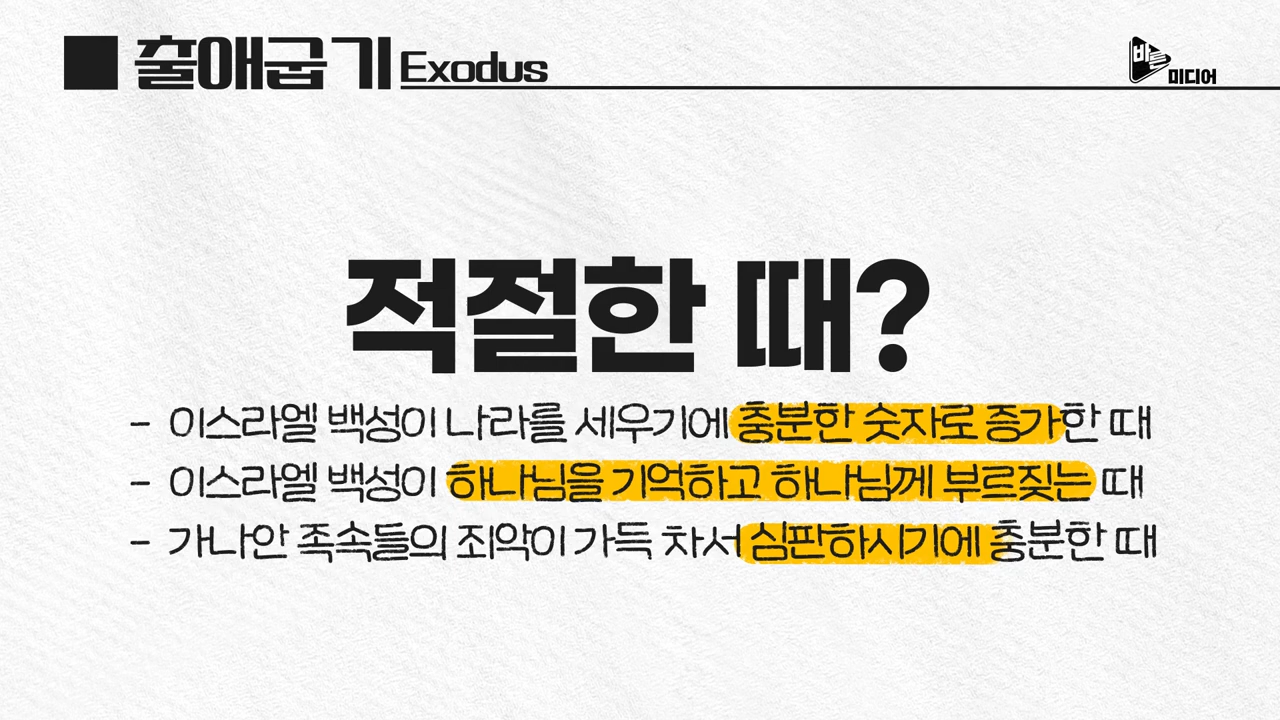 출애굽기 Exodus
바른
미디어
적절한 때?
- 이스라엘 백성이 나라를 세우기에 충분한 숫자로 증가한 때
- 이스라엘 백성이 하나님을 기억하고 하나님께 부르짖는 때
- 가나안 족속들의 죄악이 가득 차서 심판하시기에 충분한 때